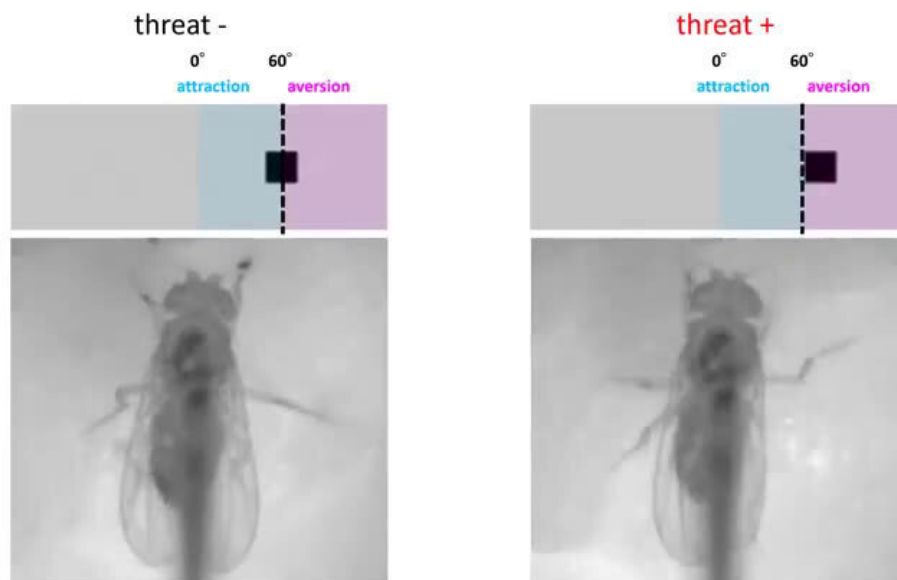 threat -
0° 60°
attraction aversion
threat +
0° 60°
attraction aversion